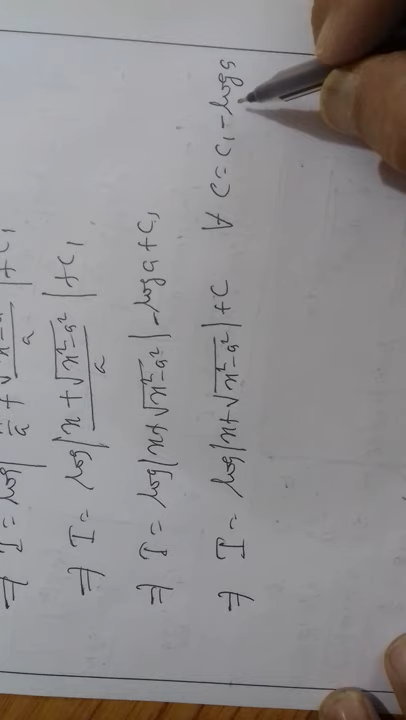 ⇒ I = log|x/a + √x²-a²/a| + C₁
⇒ I = log|x + √x²-a²/a| + C₁
⇒ I = log|x + √x²-a²| - log a + C₁
⇒ I = log|x + √x²-a²| + C ∀ C = C₁ - log a